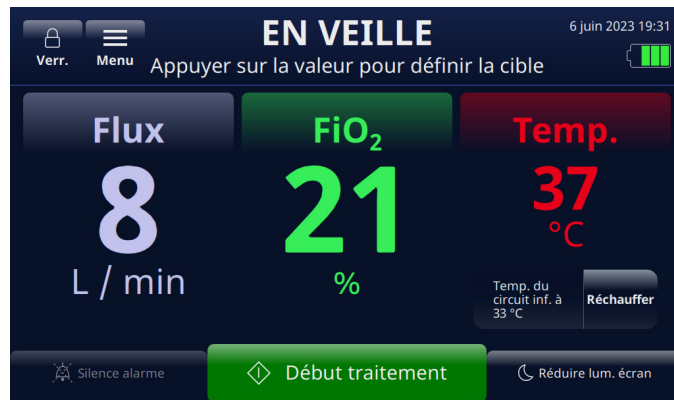 EN VEILLE
6 juin 2023 19:31
Verr.
Menu
Appuyer sur la valeur pour définir la cible
Flux
FiO₂
Temp.
8
21
37
°C
L / min
%
Temp. du
circuit inf. à
33 °C
Réchauffer
Silence alarme
Début traitement
Réduire lum. écran